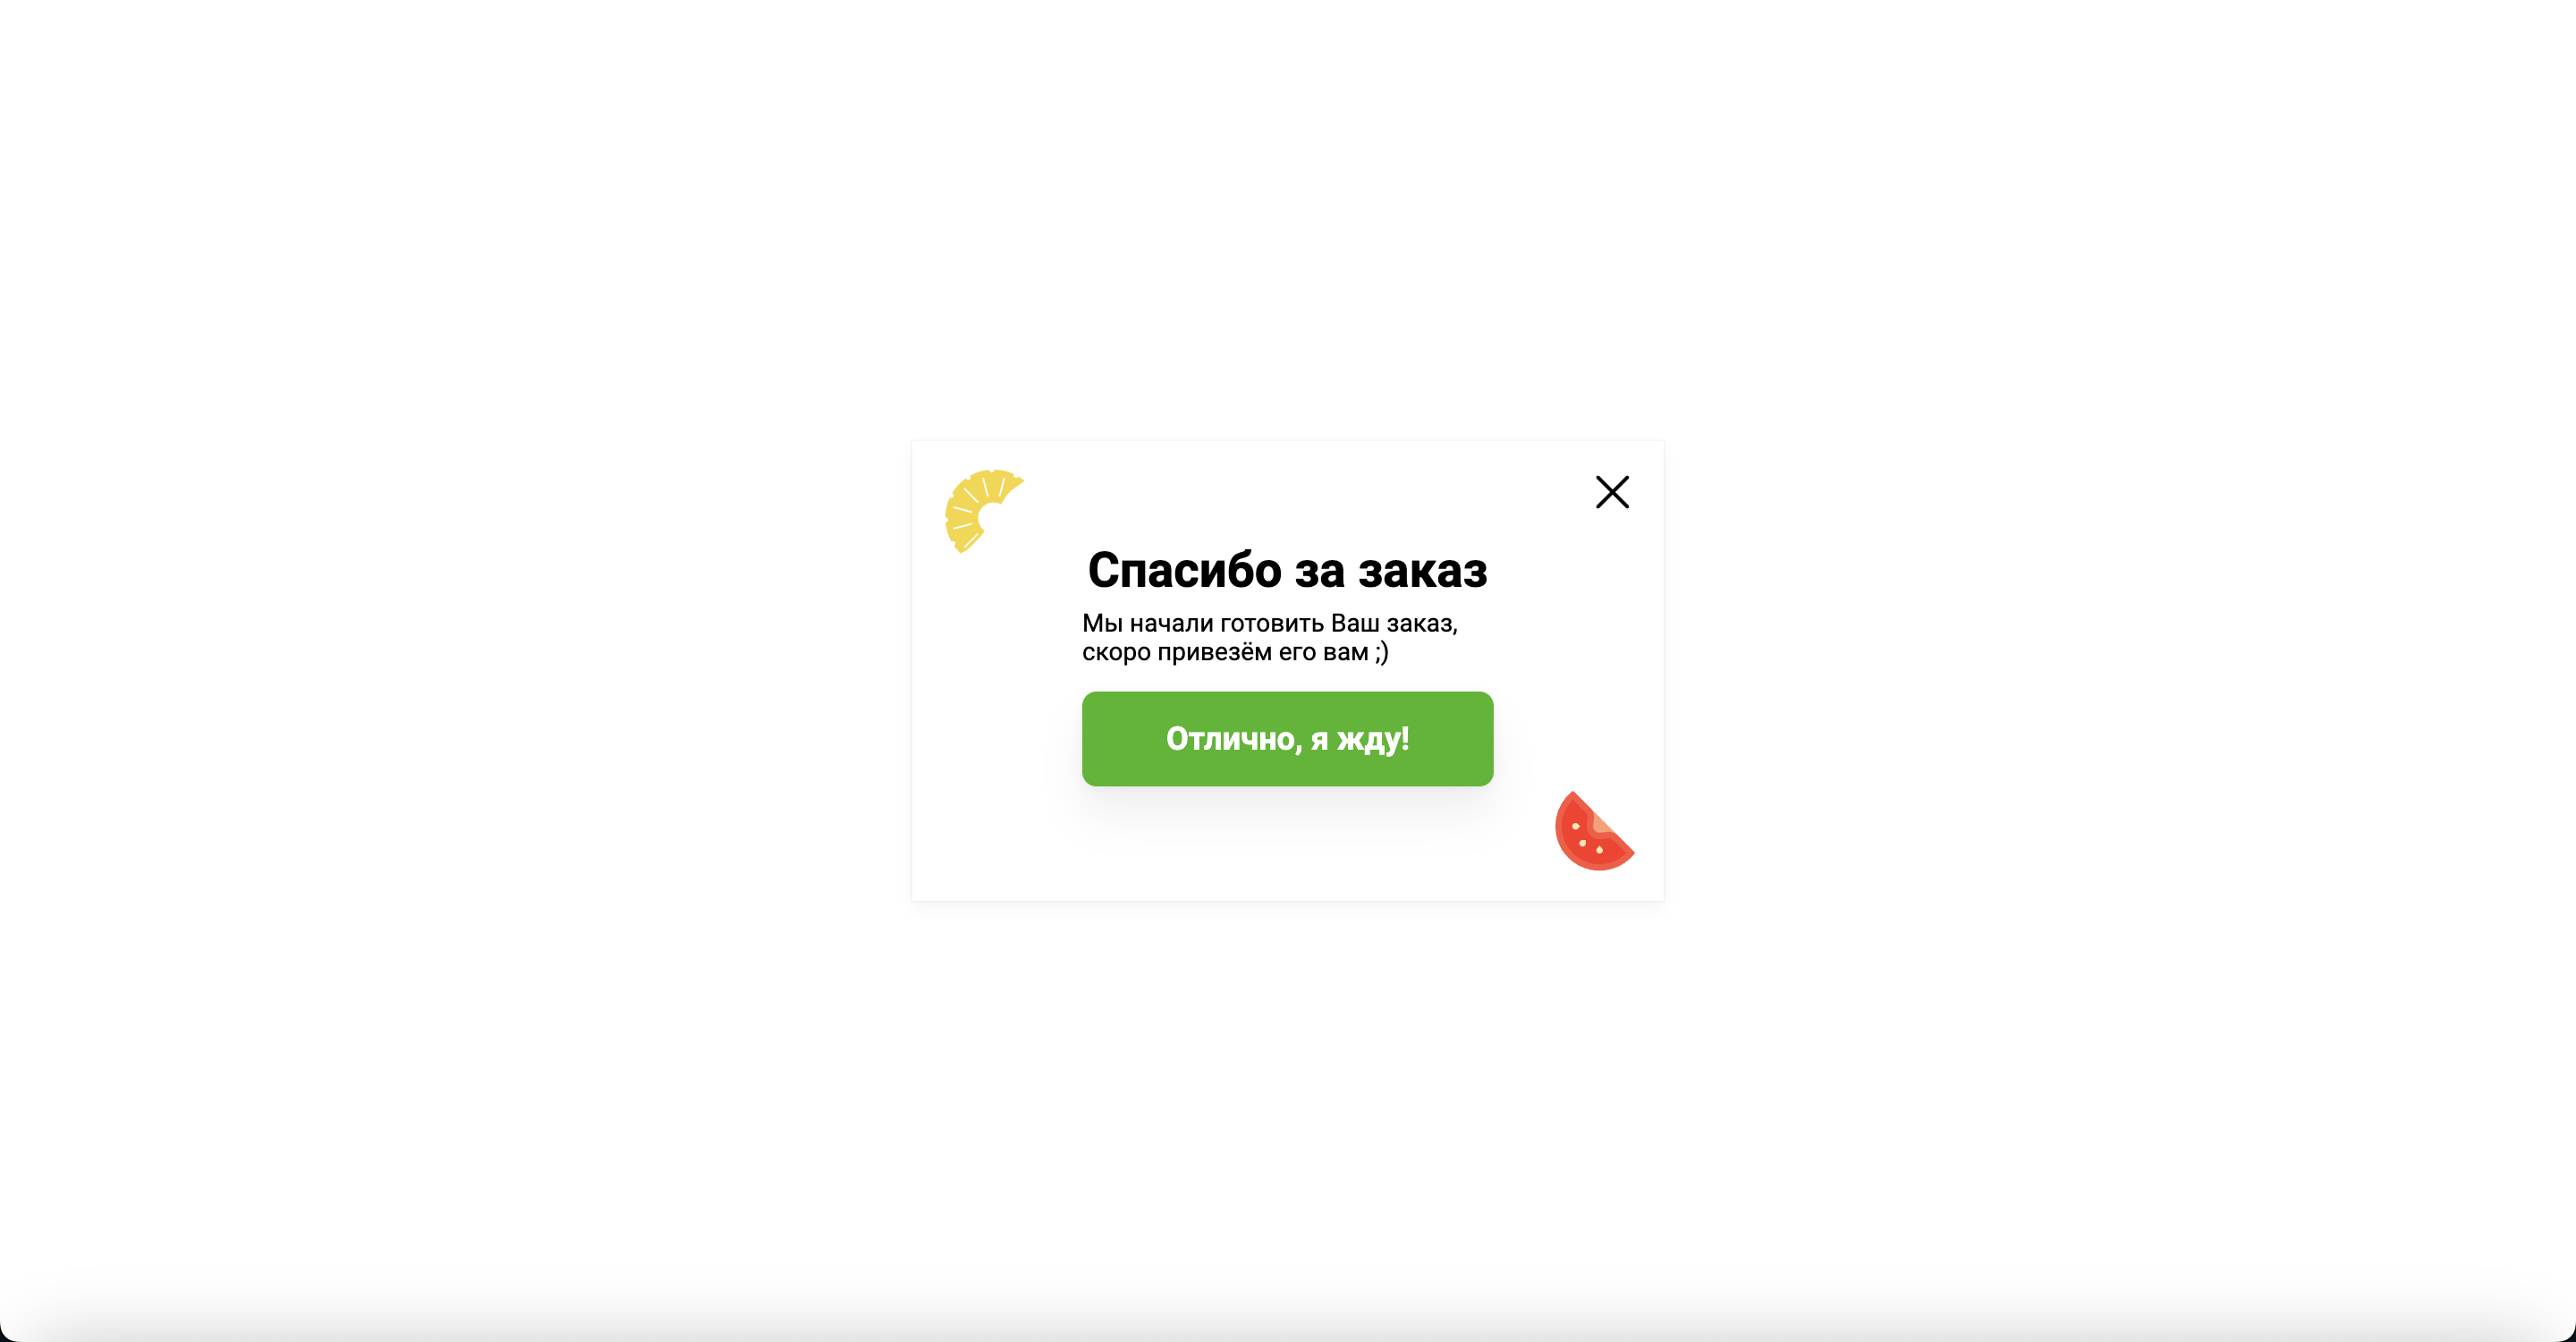 Спасибо за заказ
Мы начали готовить Ваш заказ,
скоро привезём его вам ;)
Отлично, я жду!